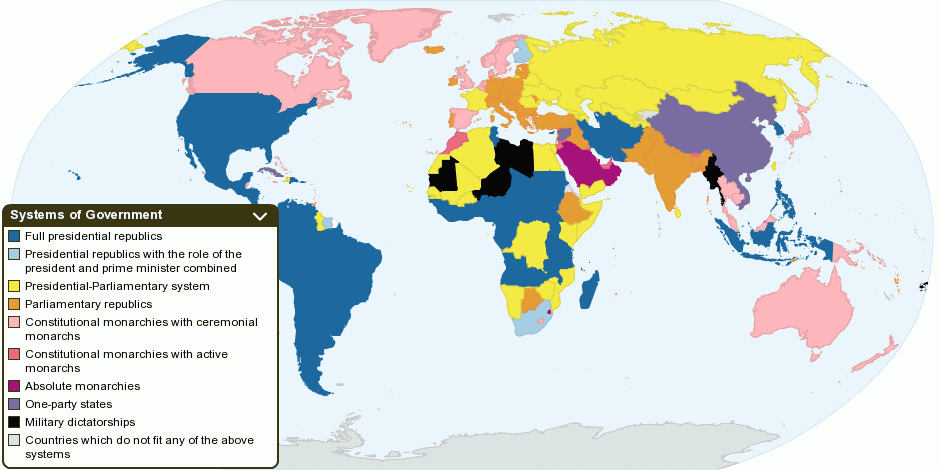 Systems of Government
Full presidential republics
Presidential republics with the role of the
president and prime minister combined
Presidential-Parliamentary system
Parliamentary republics
Constitutional monarchies with ceremonial
monarchs
Constitutional monarchies with active
monarchs
Absolute monarchies
One-party states
Military dictatorships
Countries which do not fit any of the above
systems